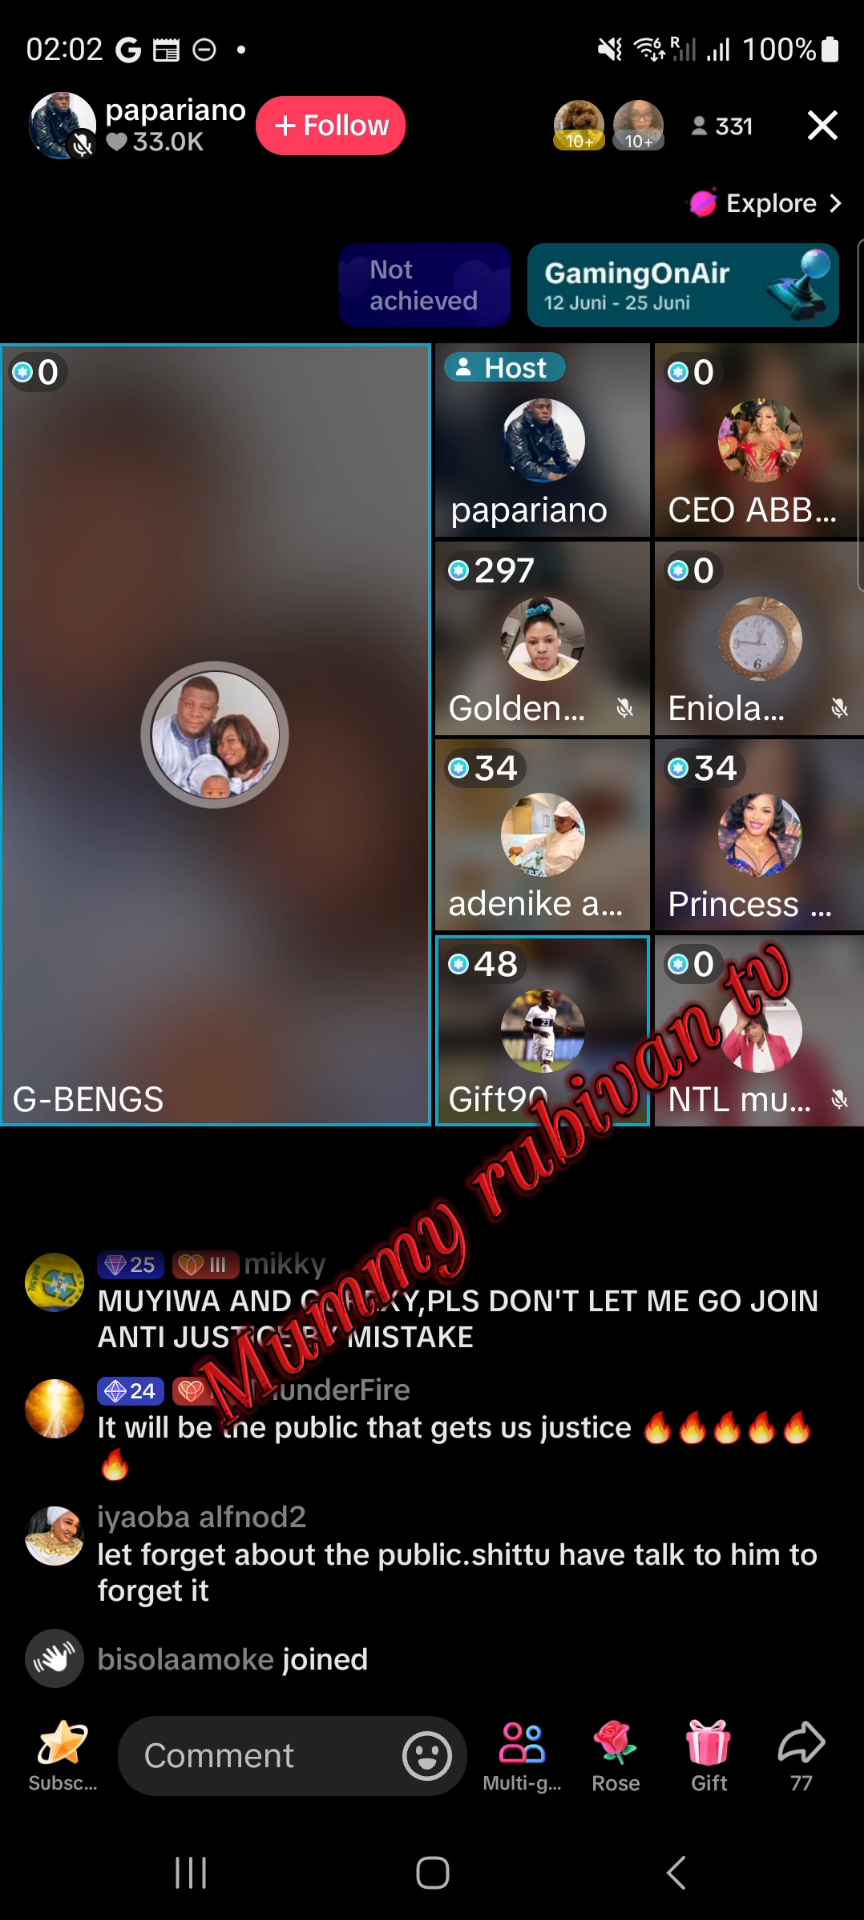 02:02
100%
papariano
33.0K
+ Follow
10+
10+
331
Explore
Not
achieved
GamingOnAir
12 Juni - 25 Juni
0
Host
0
papariano
CEO ABB...
297
0
Golden...
Eniola...
34
34
adenike a...
Princess ...
48
0
G-BENGS
Gift90
NTL mu...
Mummy rubivan tv
25 III mikky
MUYIWA AND PLS DON'T LET ME GO JOIN
ANTI JUSTICE BY MISTAKE
24
It will be the public that gets us justice 🔥🔥🔥🔥🔥
🔥
iyaoba alfnod2
let forget about the public.shittu have talk to him to
forget it
bisolaamoke joined
Subsc...
Comment
Multi-g...
Rose
Gift
77